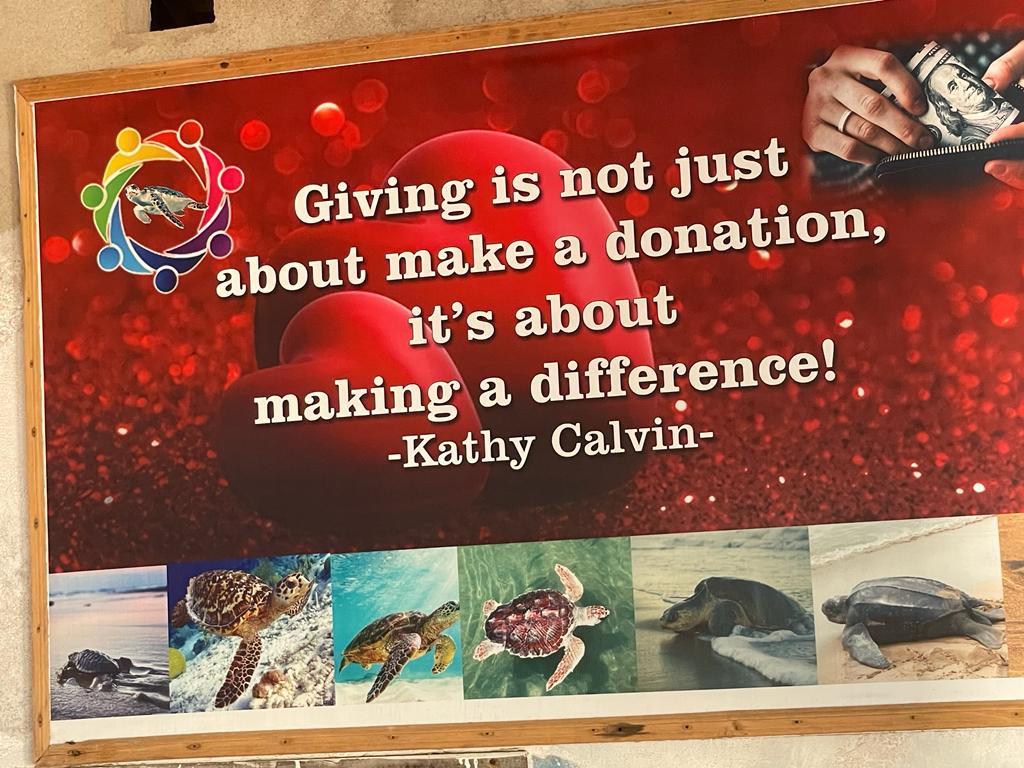 Giving is not just
about make a donation,
it's about
making a difference!
-Kathy Calvin-